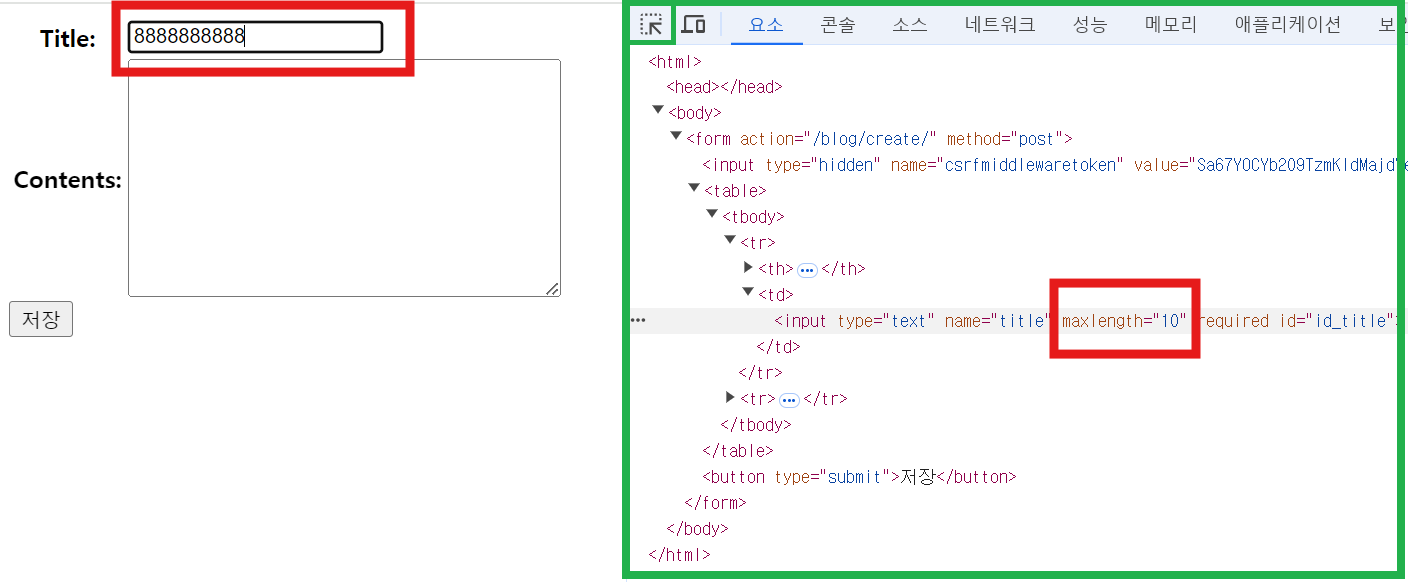 Title: 8888888888
Contents:
저장
요소 콘솔 소스 네트워크 성능 메모리 애플리케이션
<html>
<head></head>
<body>
<form action="/blog/create/" method="post">
<input type="hidden" name="csrfmiddlewaretoken"
<table>
<tbody>
<tr>
<th>•••</th>
<td>
<input type="text" name="title" maxlength="10" required id="id_title">
</td>
</tr>
<tr>•••</tr>
</tbody>
</table>
<button type="submit">저장</button>
</form>
</body>
</html>